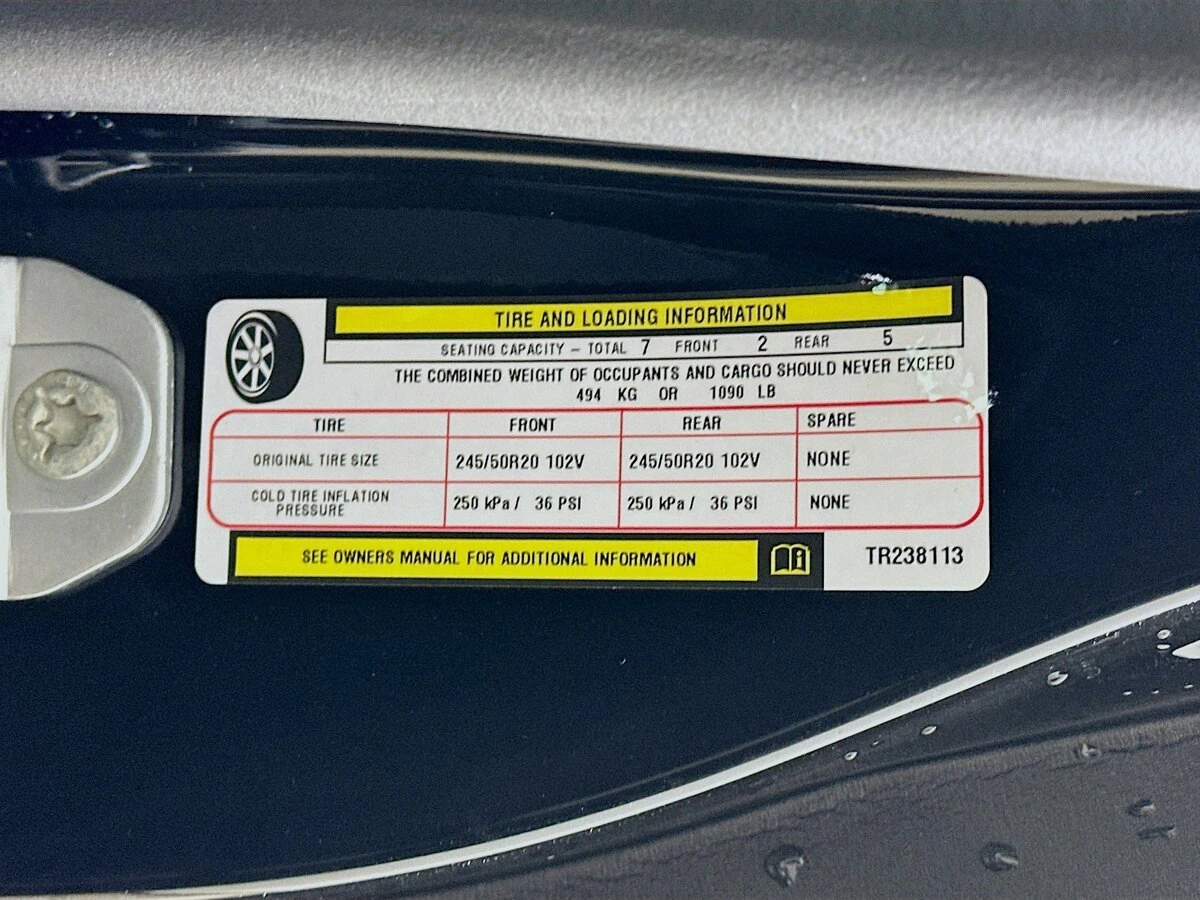 TIRE AND LOADING INFORMATION
SEATING CAPACITY – TOTAL 7 FRONT 2 REAR 5
THE COMBINED WEIGHT OF OCCUPANTS AND CARGO SHOULD NEVER EXCEED
494 KG OR 1090 LB
TIRE FRONT REAR SPARE
ORIGINAL TIRE SIZE 245/50R20 102V 245/50R20 102V NONE
COLD TIRE INFLATION
PRESSURE 250 kPa / 36 PSI 250 kPa / 36 PSI NONE
SEE OWNERS MANUAL FOR ADDITIONAL INFORMATION TR238113